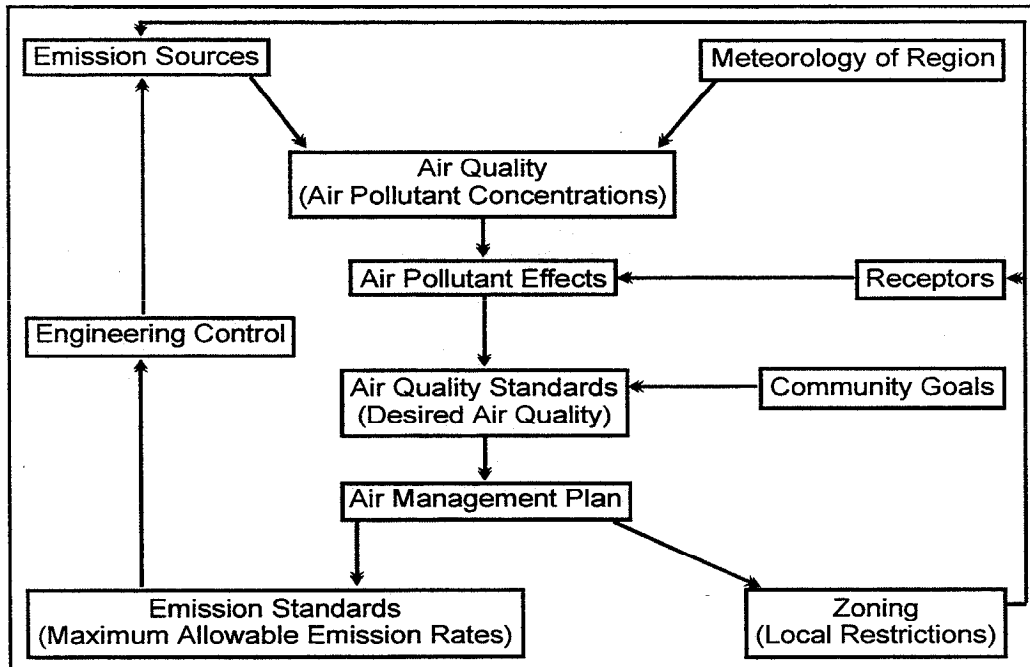 Emission Sources
Meteorology of Region
Air Quality
(Air Pollutant Concentrations)
Air Pollutant Effects
Receptors
Engineering Control
Air Quality Standards
(Desired Air Quality)
Community Goals
Air Management Plan
Emission Standards
(Maximum Allowable Emission Rates)
Zoning
(Local Restrictions)